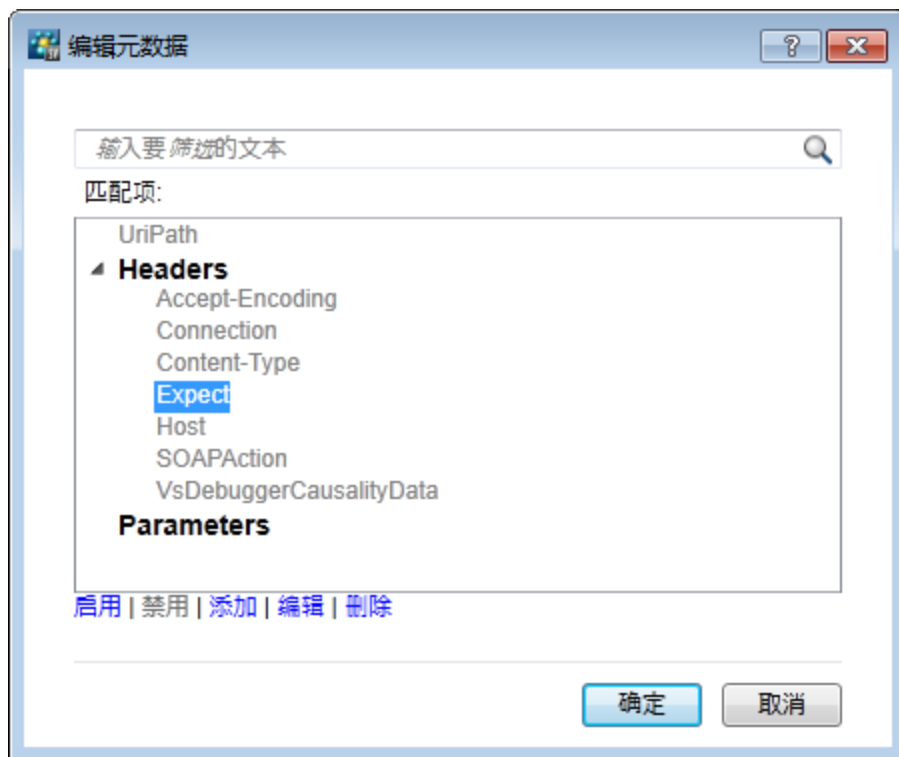 编辑元数据
输入要筛选的文本
匹配项:
UriPath
Headers
Accept-Encoding
Connection
Content-Type
Expect
Host
SOAPAction
VsDebuggerCausalityData
Parameters
启用 | 禁用 | 添加 | 编辑 | 删除
确定 取消